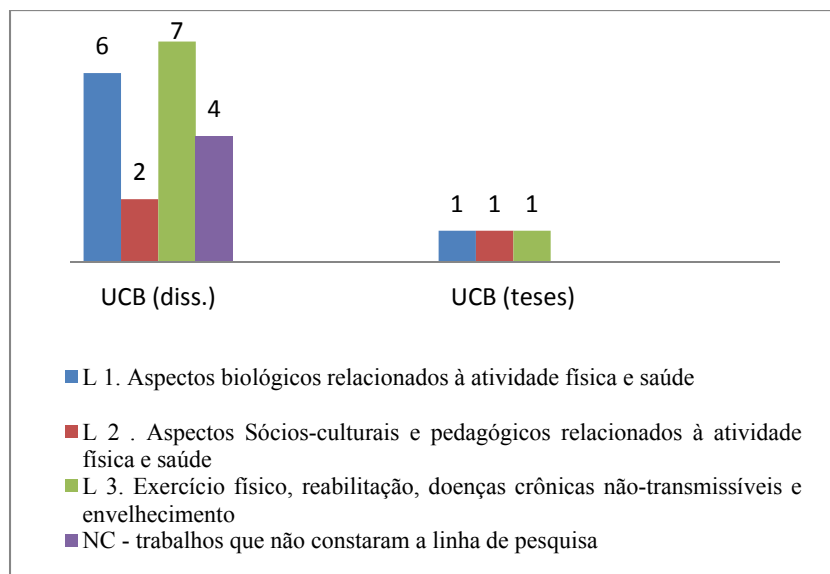 6
2
7
4
1
1
1
UCB (diss.)
UCB (teses)
L 1. Aspectos biológicos relacionados à atividade física e saúde
L 2 . Aspectos Sócios-culturais e pedagógicos relacionados à atividade
física e saúde
L 3. Exercício físico, reabilitação, doenças crônicas não-transmissíveis e
envelhecimento
NC - trabalhos que não constaram a linha de pesquisa